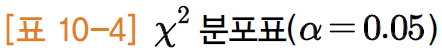 [표 10-4] χ² 분포표(α = 0.05)